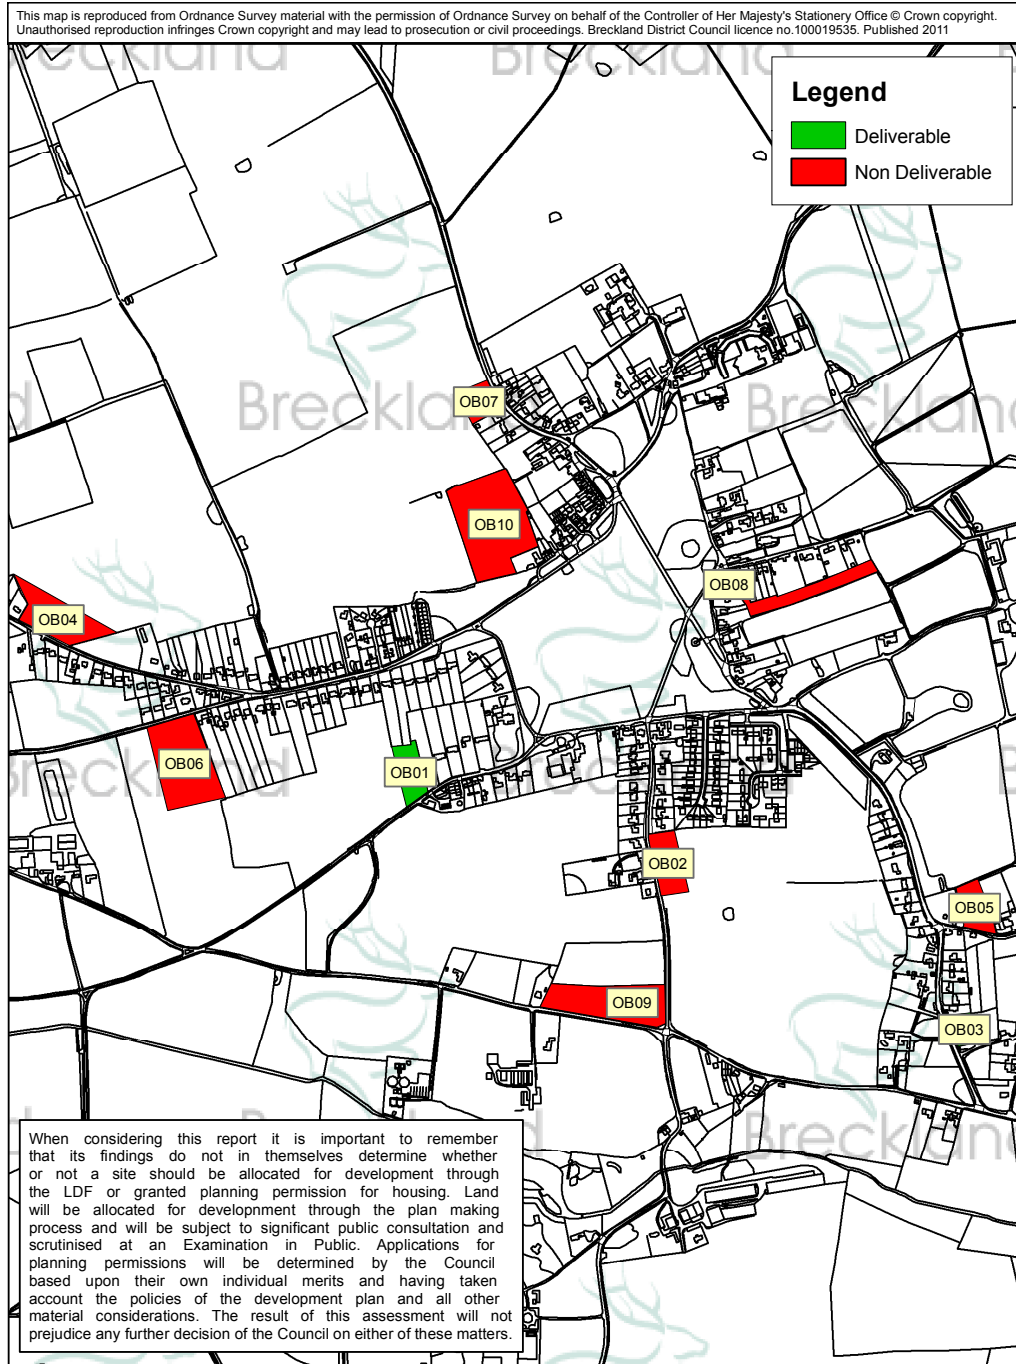 This map is reproduced from Ordnance Survey material with the permission of Ordnance Survey on behalf of the Controller of Her Majesty's Stationery Office © Crown copyright.
Unauthorised reproduction infringes Crown copyright and may lead to prosecution or civil proceedings. Breckland District Council licence no.100019535. Published 2011
Breckland
Breckland
Legend
Deliverable
Non Deliverable
Breckland
Breckland
OB07
OB10
OB08
OB04
OB06
OB01
Breckland
Breckland
OB02
OB05
OB09
OB03
Breckland
When considering this report it is important to remember
that its findings do not in themselves determine whether
or not a site should be allocated for development through
the LDF or granted planning permission for housing. Land
will be allocated for developnment through the plan making
process and will be subject to significant public consultation and
scrutinised at an Examination in Public. Applications for
planning permissions will be determined by the Council
based upon their own individual merits and having taken
account the policies of the development plan and all other
material considerations. The result of this assessment will not
prejudice any further decision of the Council on either of these matters.